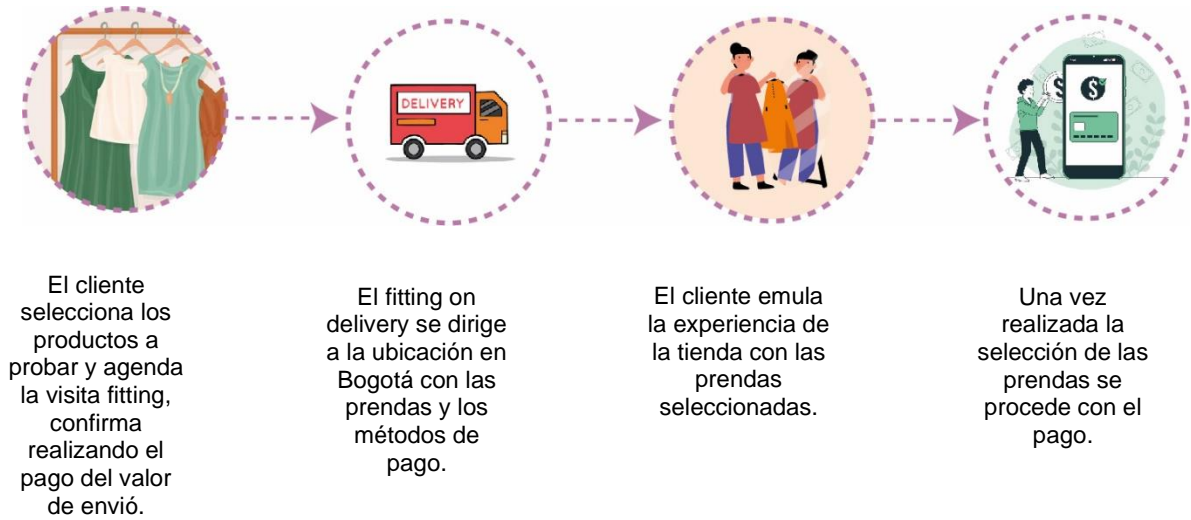 DELIVERY
$
$
El cliente
selecciona los
productos a
probar y agenda
la visita fitting,
confirma
realizando el
pago del valor
de envió.
El fitting on
delivery se dirige
a la ubicación en
Bogotá con las
prendas y los
métodos de
pago.
El cliente emula
la experiencia de
la tienda con las
prendas
seleccionadas.
Una vez
realizada la
selección de las
prendas se
procede con el
pago.